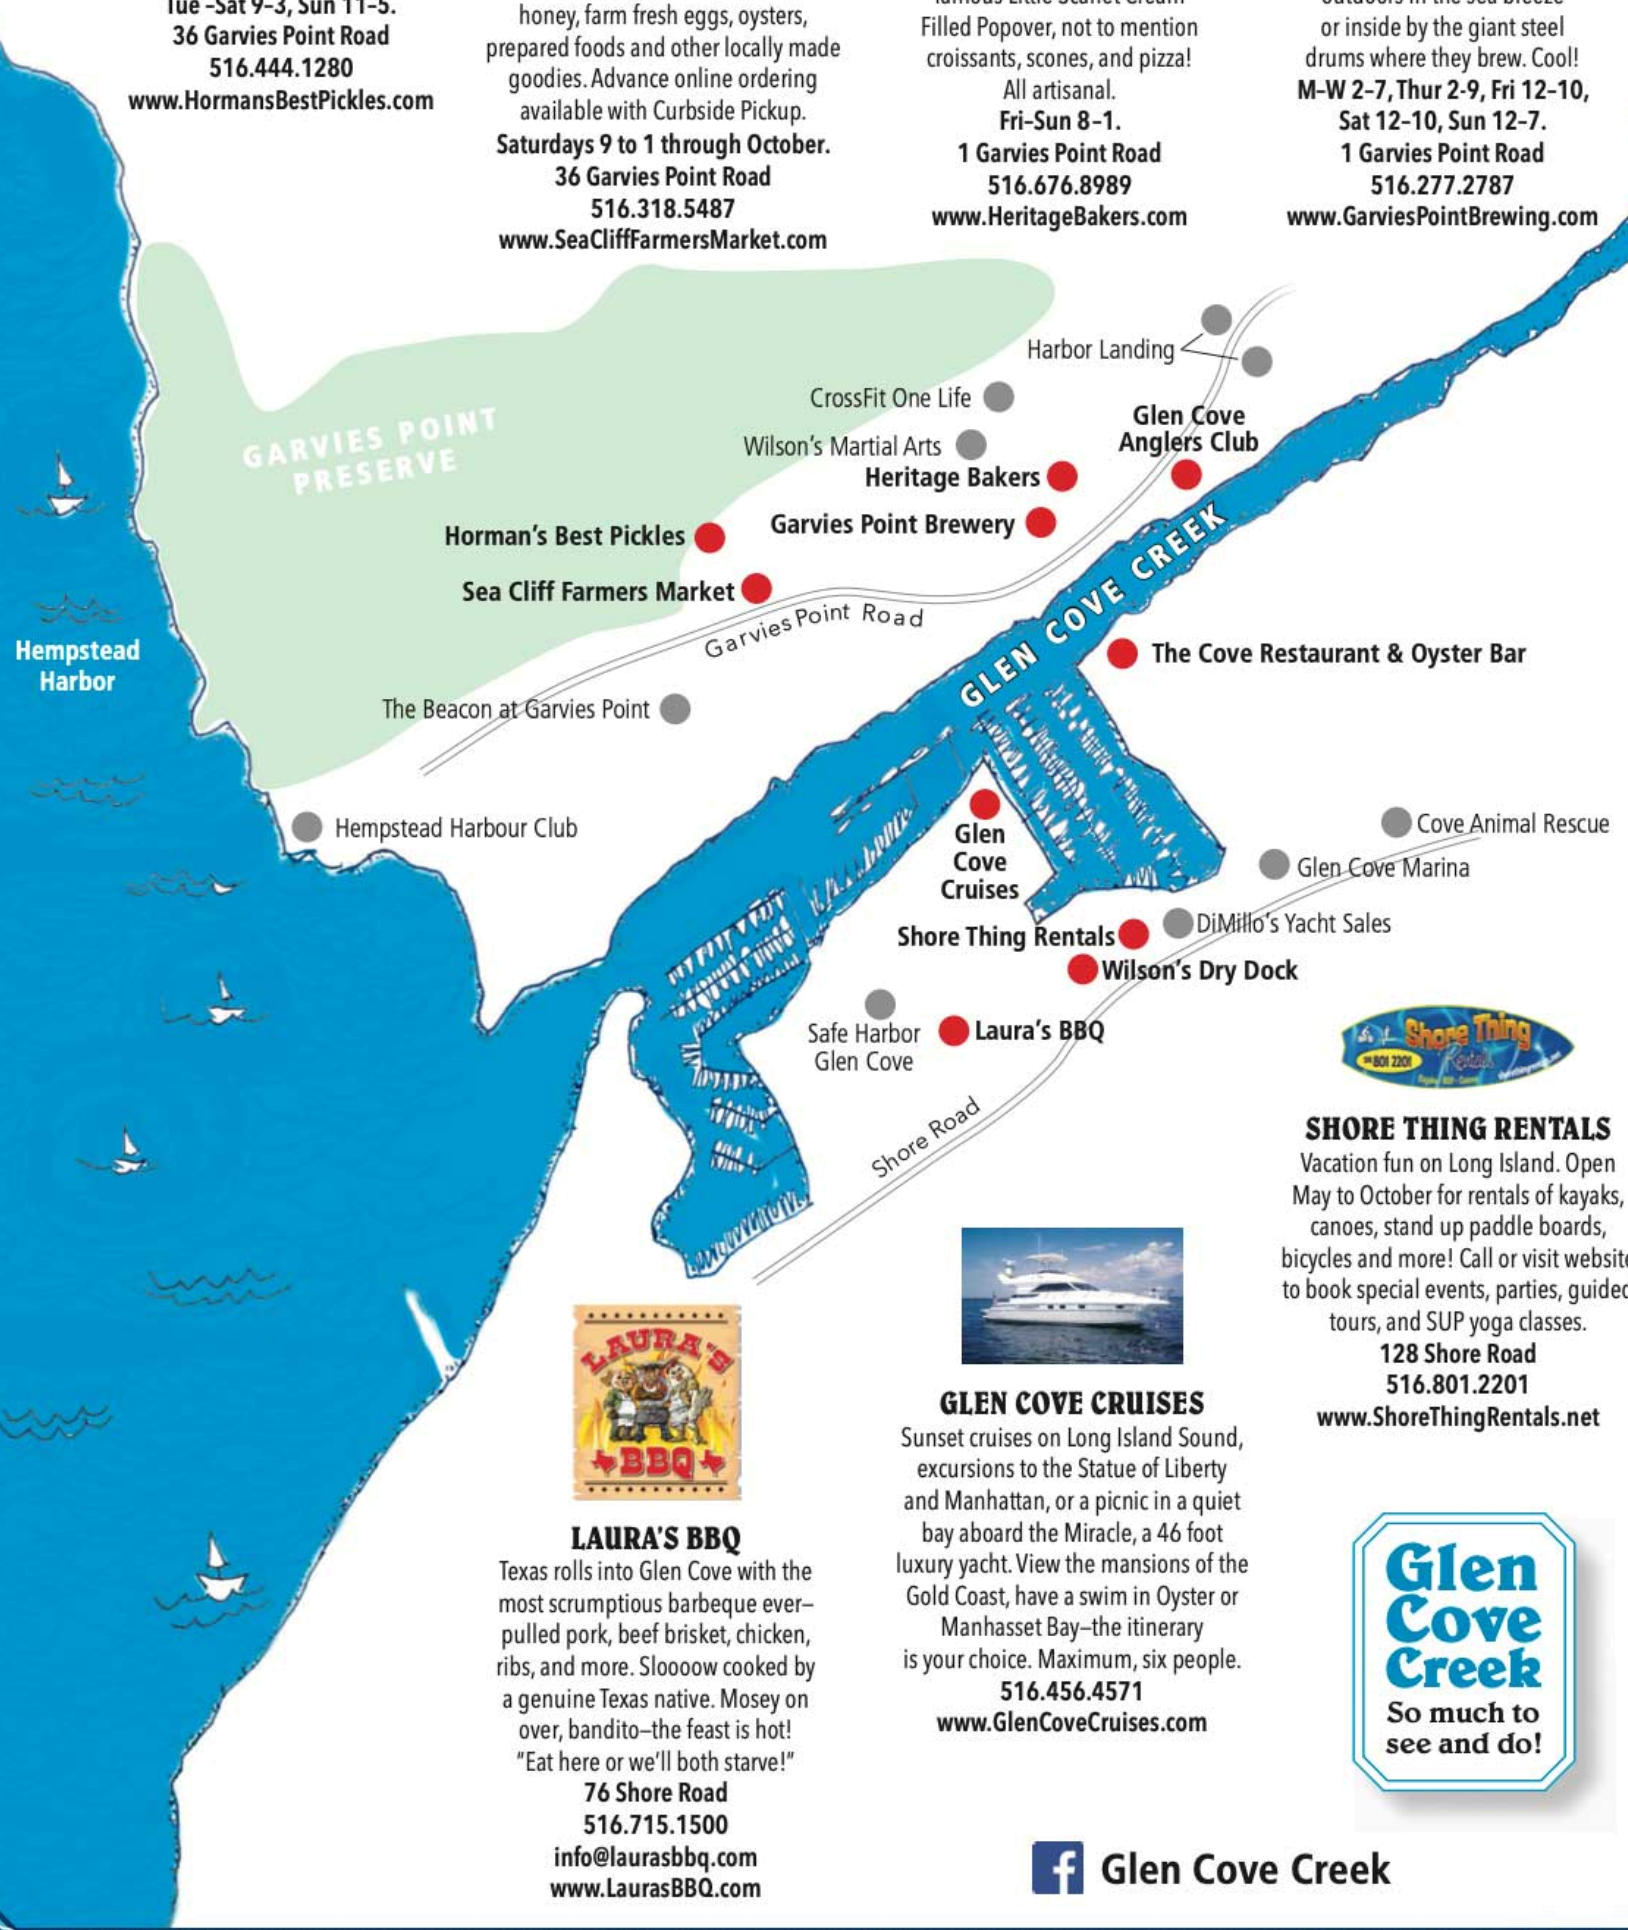 Tue –Sat 9–3, Sun 11–5.
36 Garvies Point Road
516.444.1280
www.HormansBestPickles.com
honey, farm fresh eggs, oysters,
prepared foods and other locally made
goodies. Advance online ordering
available with Curbside Pickup.
Saturdays 9 to 1 through October.
36 Garvies Point Road
516.318.5487
www.SeaCliffFarmersMarket.com
famous Little Scarlet Cream
Filled Popover, not to mention
croissants, scones, and pizza!
All artisanal.
Fri–Sun 8–1.
1 Garvies Point Road
516.676.8989
www.HeritageBakers.com
outdoors in the sea breeze
or inside by the giant steel
drums where they brew. Cool!
M–W 2–7, Thur 2-9, Fri 12–10,
Sat 12–10, Sun 12–7.
1 Garvies Point Road
516.277.2787
www.GarviesPointBrewing.com
Harbor Landing
CrossFit One Life
Glen Cove
Anglers Club
GARVIES POINT
PRESERVE
Wilson's Martial Arts
Heritage Bakers
Garvies Point Brewery
Horman's Best Pickles
Sea Cliff Farmers Market
GLEN COVE CREEK
Garvies Point Road
Hempstead
Harbor
The Cove Restaurant & Oyster Bar
The Beacon at Garvies Point
Hempstead Harbour Club
Glen
Cove
Cruises
Cove Animal Rescue
Glen Cove Marina
DiMillo's Yacht Sales
Shore Thing Rentals
Wilson's Dry Dock
Safe Harbor
Glen Cove
Laura's BBQ
Shore Road
Shore Thing
Rentals
801 2201
SHORE THING RENTALS
Vacation fun on Long Island. Open
May to October for rentals of kayaks,
canoes, stand up paddle boards,
bicycles and more! Call or visit website
to book special events, parties, guided
tours, and SUP yoga classes.
128 Shore Road
516.801.2201
www.ShoreThingRentals.net
LAURA'S
BBQ
LAURA'S BBQ
Texas rolls into Glen Cove with the
most scrumptious barbeque ever–
pulled pork, beef brisket, chicken,
ribs, and more. Sloooow cooked by
a genuine Texas native. Mosey on
over, bandito–the feast is hot!
"Eat here or we'll both starve!"
76 Shore Road
516.715.1500
info@laurasbbq.com
www.LaurasBBQ.com
GLEN COVE CRUISES
Sunset cruises on Long Island Sound,
excursions to the Statue of Liberty
and Manhattan, or a picnic in a quiet
bay aboard the Miracle, a 46 foot
luxury yacht. View the mansions of the
Gold Coast, have a swim in Oyster or
Manhasset Bay–the itinerary
is your choice. Maximum, six people.
516.456.4571
www.GlenCoveCruises.com
Glen
Cove
Creek
So much to
see and do!
f Glen Cove Creek